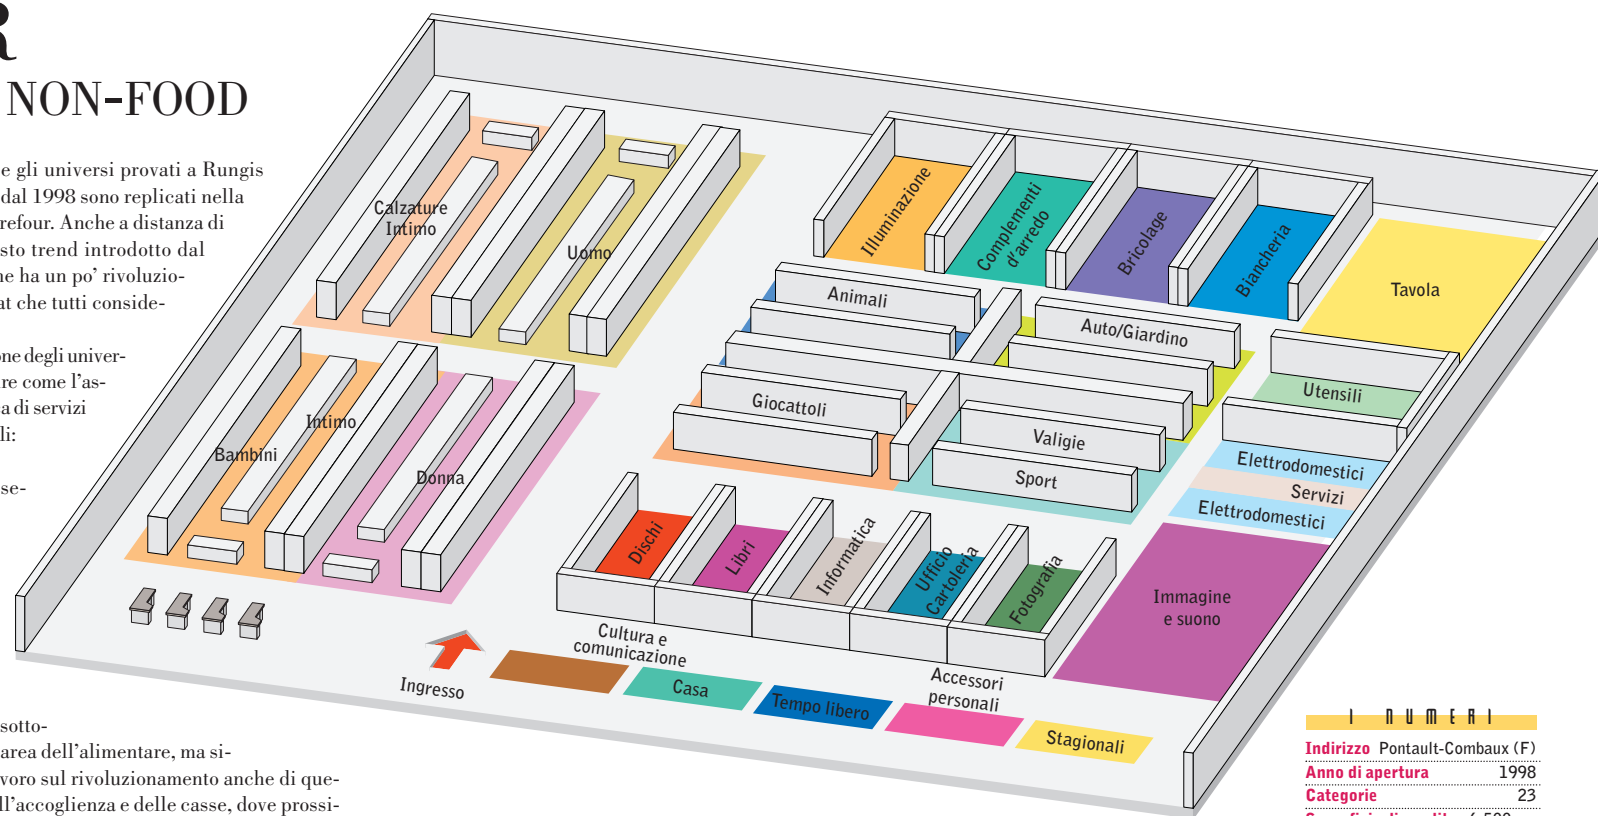 R
NON-FOOD
e gli universi provati a Rungis
dal 1998 sono replicati nella
refour. Anche a distanza di
sto trend introdotto dal
ne ha un po’ rivoluzio-
at che tutti conside-
one degli univer-
re come l’as-
a di servizi
li:
se-
sotto-
area dell’alimentare, ma si-
voro sul rivoluzionamento anche di que-
ll’accoglienza e delle casse, dove prossi-
Calzature
Intimo
Uomo
Illuminazione
Complementi
d’arredo
Bricolage
Biancheria
Tavola
Animali
Auto/Giardino
Utensili
Giocattoli
Valigie
Sport
Elettrodomestici
Servizi
Elettrodomestici
Intimo
Bambini
Donna
Dischi
Libri
Informatica
Ufficio
Cartoleria
Fotografia
Immagine
e suono
Ingresso
Cultura e
comunicazione
Casa
Tempo libero
Accessori
personali
Stagionali
I NUMERI
Indirizzo Pontault-Combaux (F)
Anno di apertura 1998
Categorie 23